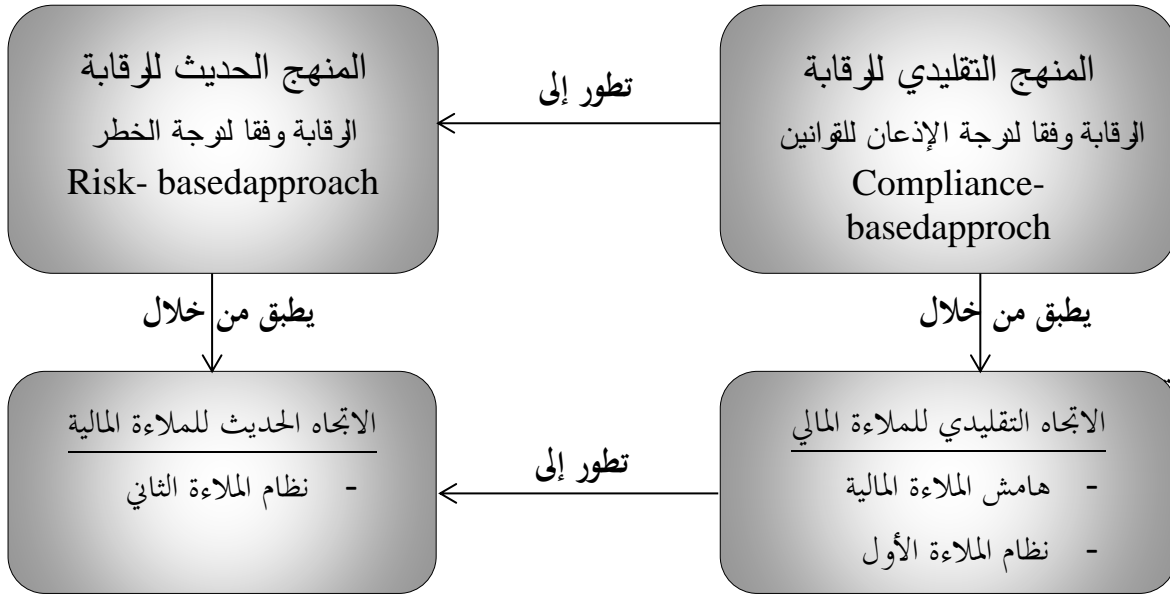 المنهج التقليدي للرقابة
الرقابة وفقا لدرجة الإذعان للقوانين
Compliance-
basedapproch
تطور إلى
المنهج الحديث للرقابة
الرقابة وفقا لدرجة الخطر
Risk- basedapproach
يطبق من خلال
يطبق من خلال
الاتجاه التقليدي للملاءة المالي
- هامش الملاءة المالية
- نظام الملاءة الأول
تطور إلى
الاتجاه الحديث للملاءة المالية
- نظام الملاءة الثاني